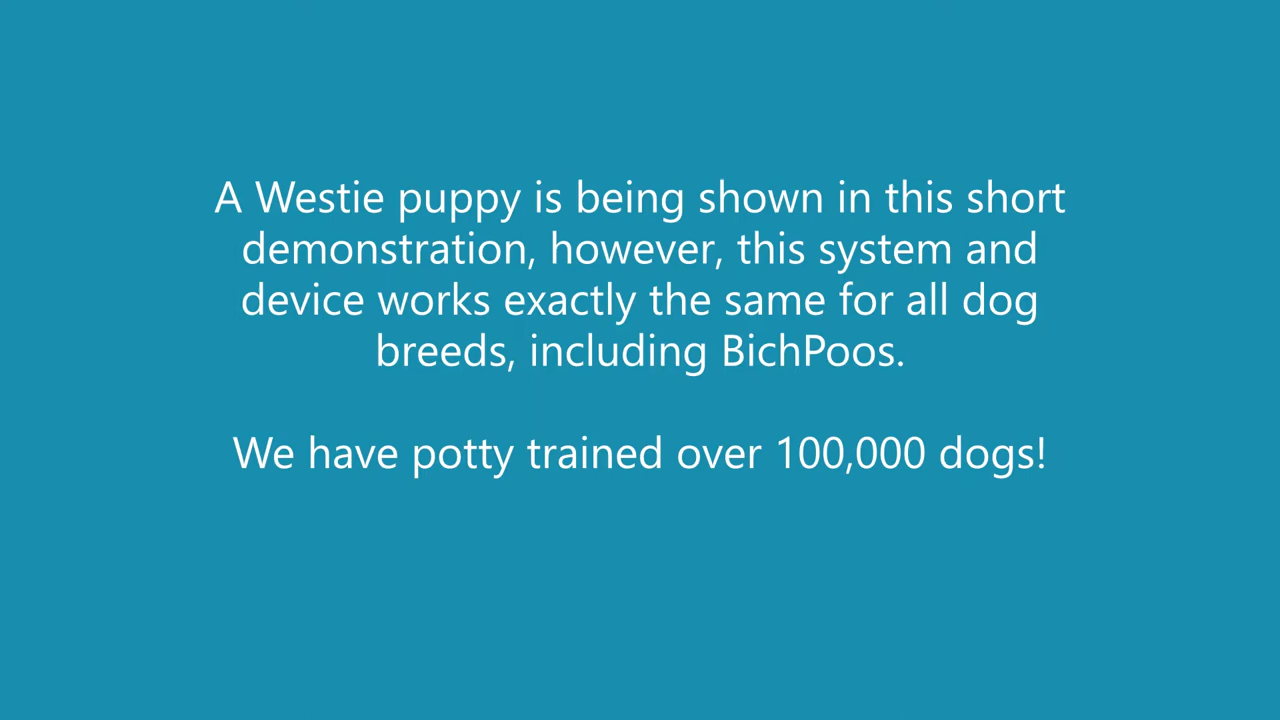 A Westie puppy is being shown in this short
demonstration, however, this system and
device works exactly the same for all dog
breeds, including BichPoos.
We have potty trained over 100,000 dogs!